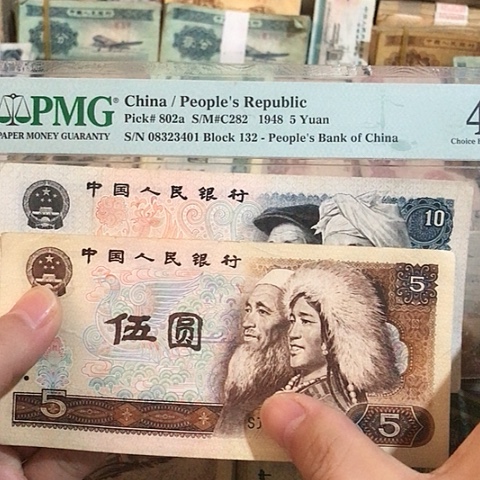 PMG®
PAPER MONEY GUARANTY
China / People's Republic
Pick# 802a S/M#C282 1948 5 Yuan
S/N 08323401 Block 132 - People's Bank of China
4
Choice
中国人民银行
10
中国人民银行
5
伍圆
5
5